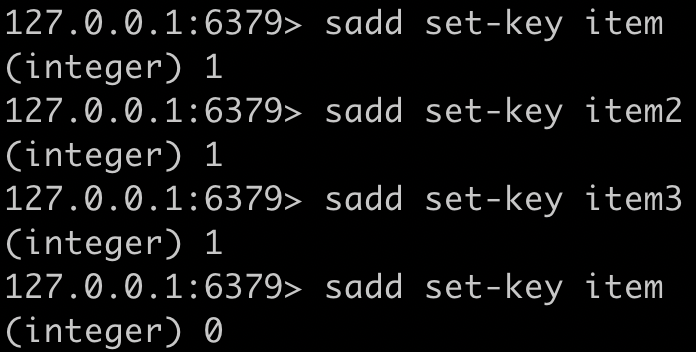 127.0.0.1:6379> sadd set-key item
(integer) 1
127.0.0.1:6379> sadd set-key item2
(integer) 1
127.0.0.1:6379> sadd set-key item3
(integer) 1
127.0.0.1:6379> sadd set-key item
(integer) 0